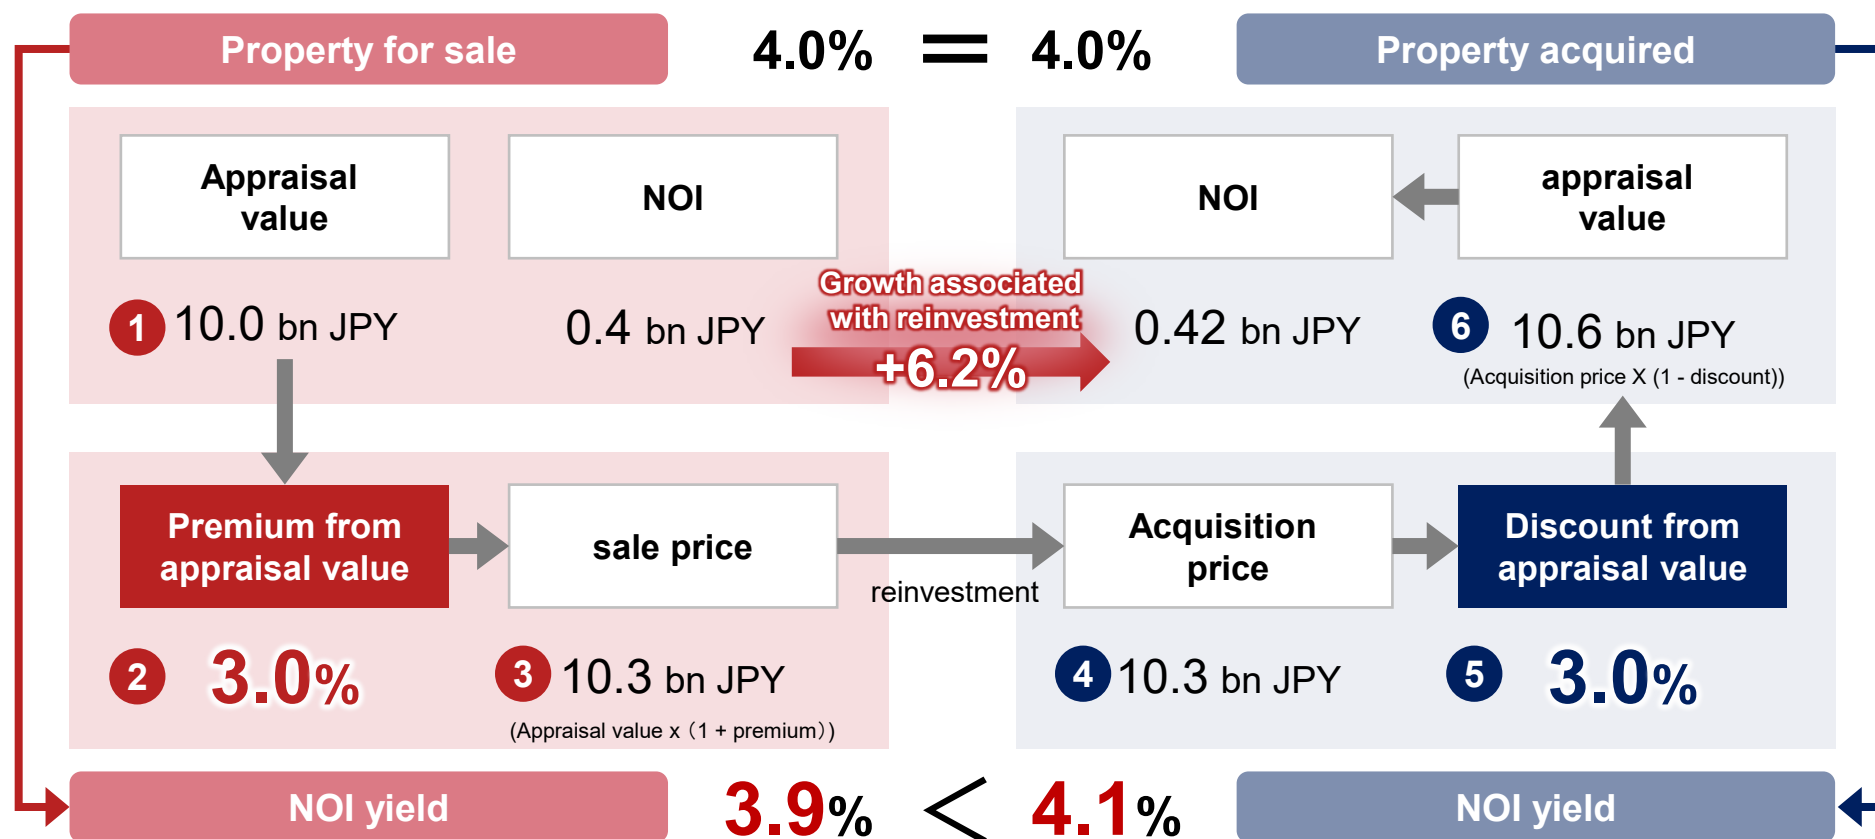 Property for sale
4.0% = 4.0%
Property acquired
Appraisal
value
NOI
NOI
appraisal
value
1 10.0 bn JPY
0.4 bn JPY
Growth associated
with reinvestment
+6.2%
0.42 bn JPY
6 10.6 bn JPY
(Acquisition price X (1 - discount))
Premium from
appraisal value
sale price
reinvestment
Acquisition
price
Discount from
appraisal value
2 3.0%
3 10.3 bn JPY
(Appraisal value x（1 + premium）)
4 10.3 bn JPY
5 3.0%
NOI yield
3.9% < 4.1%
NOI yield